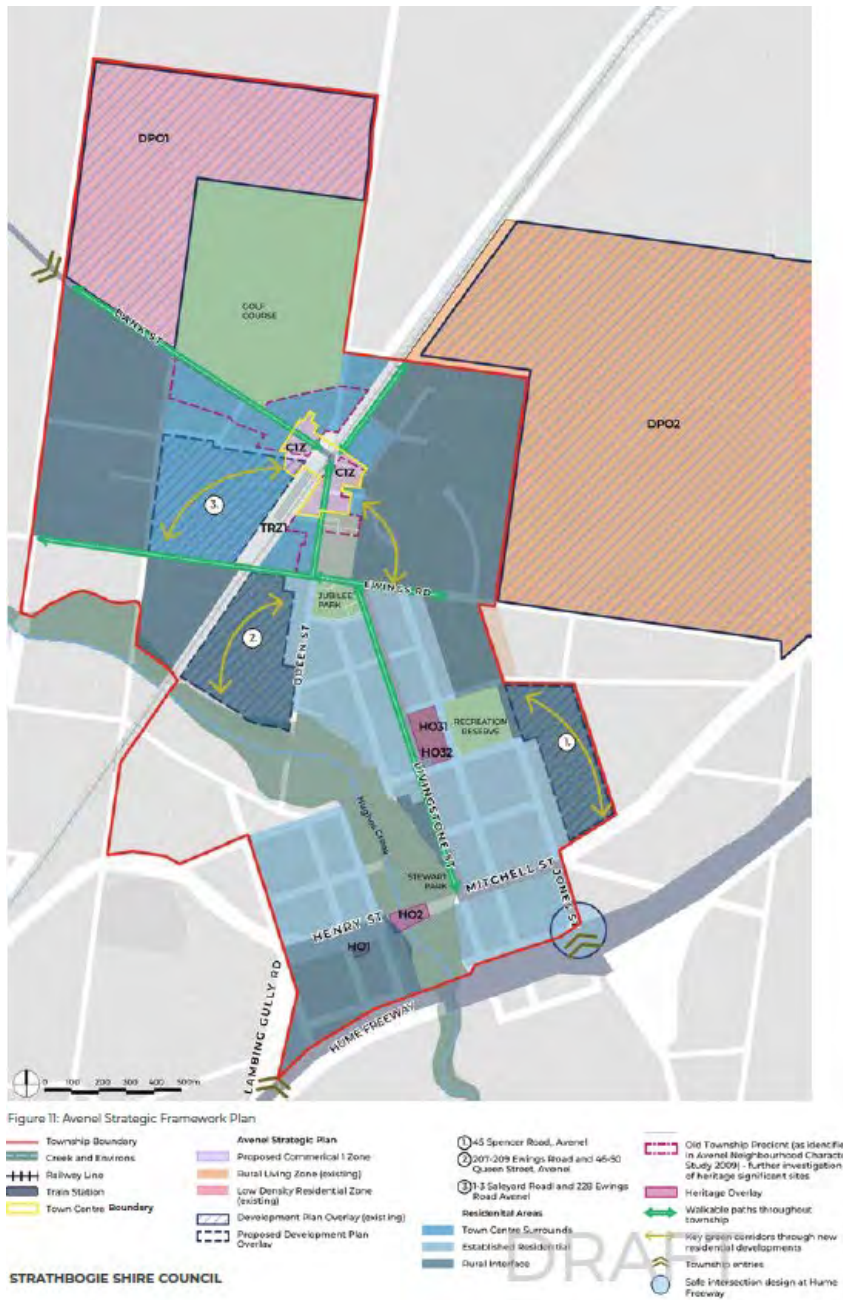 DPO1
GOLF
COURSE
BANK ST
DPO2
C1Z
C1Z
3.
TRZ1
EWINGS RD
JUBILEE
PARK
2.
QUEEN ST
HO31
RECREATION
RESERVE
HO32
1.
LIVINGSTONE ST
Hughes Creek
STEWART
PARK
MITCHELL ST
JONES ST
HENRY ST
HO2
HO1
LAMBING GULLY RD
HUME FREEWAY
0 100 200 300 400 500m
Figure 11: Avenel Strategic Framework Plan
Township Boundary
Creek and Environs
Railway Line
Train Station
Town Centre Boundary
Avenel Strategic Plan
Proposed Commerical 1 Zone
Rural Living Zone (existing)
Low Density Residential Zone
(existing)
Development Plan Overlay (existing)
Proposed Development Plan
Overlay
1 45 Spencer Road, Avenel
2 207-209 Ewings Road and 46-90
Queen Street, Avenel
3 1-3 Saleyard Road and 228 Ewings
Road Avenel
Residential Areas
Town Centre Surrounds
Established Residential
Rural Interface
Old Township Precinct (as identifie
in Avenel Neighbourhood Charact
Study 2009) - further investigation
of heritage significant sites
Heritage Overlay
Walkable paths throughout
township
Key green corridors through new
residential developments
Township entries
Safe intersection design at Hume
Freeway
DRAFT
STRATHBOGIE SHIRE COUNCIL